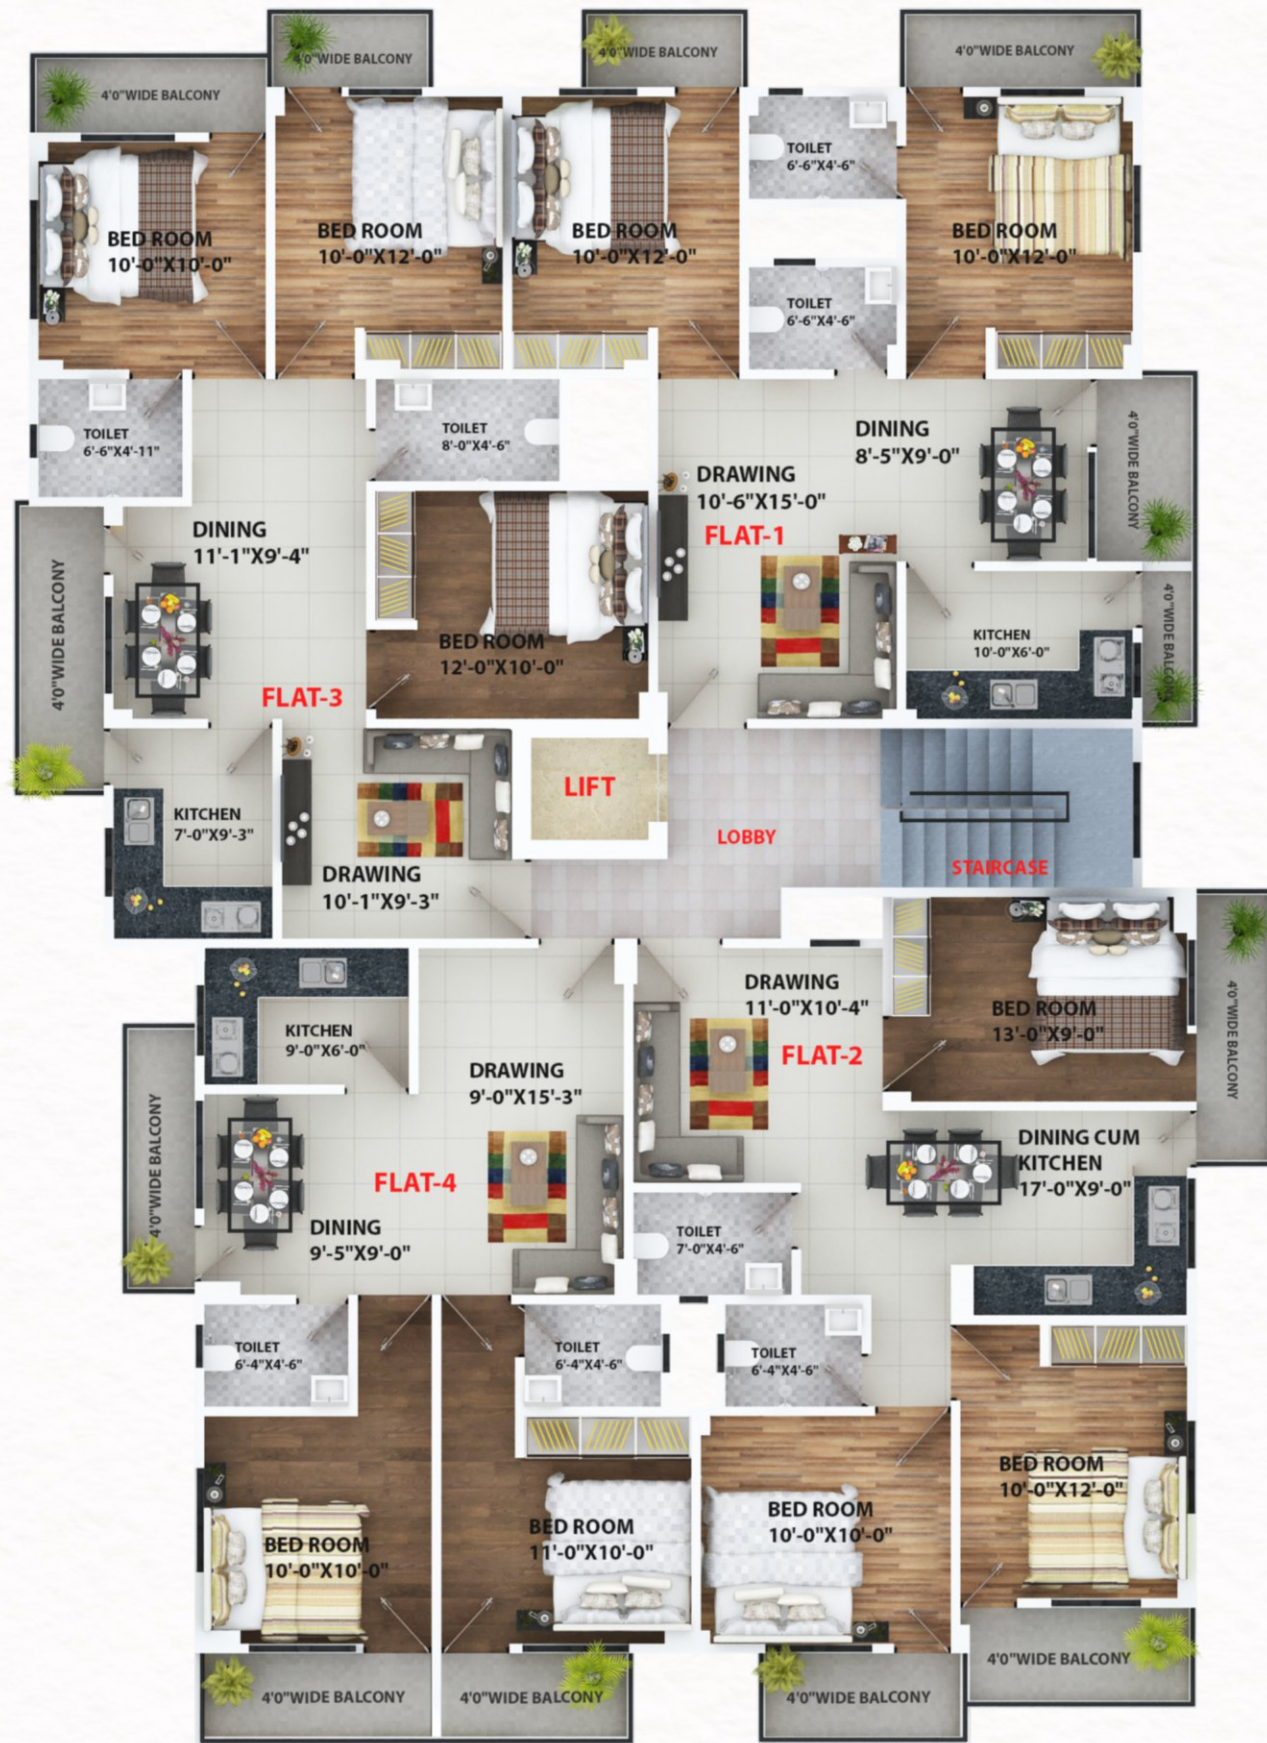 4'0"WIDE BALCONY
4'0"WIDE BALCONY
4'0"WIDE BALCONY
4'0"WIDE BALCONY
BED ROOM
10'-0"X10'-0"
BED ROOM
10'-0"X12'-0"
BED ROOM
10'-0"X12'-0"
TOILET
6'-6"X4'-6"
BED ROOM
10'-0"X12'-0"
TOILET
6'-6"X4'-6"
TOILET
6'-6"X4'-11"
TOILET
8'-0"X4'-6"
DINING
8'-5"X9'-0"
4'0"WIDE BALCONY
DRAWING
10'-6"X15'-0"
FLAT-1
DINING
11'-1"X9'-4"
4'0"WIDE BALCONY
BED ROOM
12'-0"X10'-0"
KITCHEN
10'-0"X6'-0"
4'0"WIDE BALCONY
FLAT-3
LIFT
KITCHEN
7'-0"X9'-3"
LOBBY
STAIRCASE
DRAWING
10'-1"X9'-3"
DRAWING
11'-0"X10'-4"
BED ROOM
13'-0"X9'-0"
4'0"WIDE BALCONY
KITCHEN
9'-0"X6'-0"
FLAT-2
DRAWING
9'-0"X15'-3"
4'0"WIDE BALCONY
DINING CUM
KITCHEN
17'-0"X9'-0"
FLAT-4
DINING
9'-5"X9'-0"
TOILET
7'-0"X4'-6"
TOILET
6'-4"X4'-6"
TOILET
6'-4"X4'-6"
TOILET
6'-4"X4'-6"
BED ROOM
10'-0"X12'-0"
BED ROOM
10'-0"X10'-0"
BED ROOM
11'-0"X10'-0"
BED ROOM
10'-0"X10'-0"
4'0"WIDE BALCONY
4'0"WIDE BALCONY
4'0"WIDE BALCONY
4'0"WIDE BALCONY